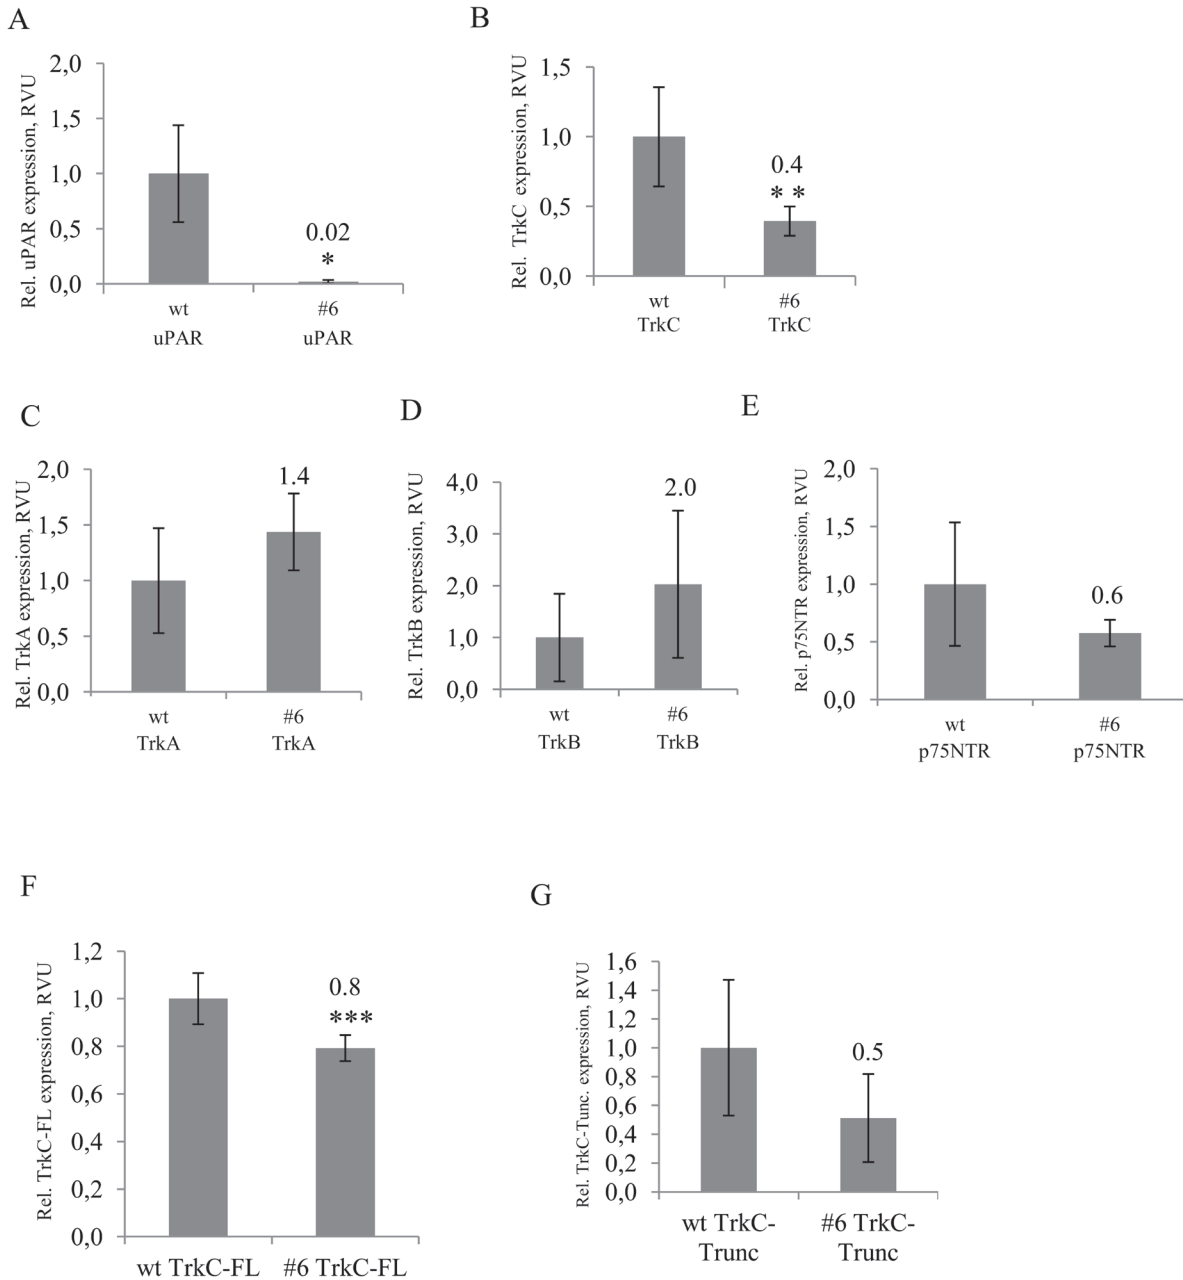 A
Rel. uPAR expression, RVU
2,0
1,5
1,0
0,5
0,0
0.02
*
wt
#6
uPAR
uPAR
B
Rel. TrkC expression, RVU
1,5
1,0
0,5
0,0
0.4
* *
wt
#6
TrkC
TrkC
C
Rel. TrkA expression, RVU
2,0
1,5
1,0
0,5
0,0
1.4
wt
#6
TrkA
TrkA
D
Rel. TrkB expression, RVU
4,0
3,0
2,0
1,0
0,0
2.0
wt
#6
TrkB
TrkB
E
Rel. p75NTR expression, RVU
2,0
1,5
1,0
0,5
0,0
0.6
wt
#6
p75NTR
p75NTR
F
Rel. TrkC-FL expression, RVU
1,2
1,0
0,8
0,6
0,4
0,2
0,0
0.8
***
wt TrkC-FL
#6 TrkC-FL
G
Rel. TrkC-Tunc. expression, RVU
1,6
1,4
1,2
1,0
0,8
0,6
0,4
0,2
0,0
0.5
wt TrkC-
Trunc
#6 TrkC-
Trunc